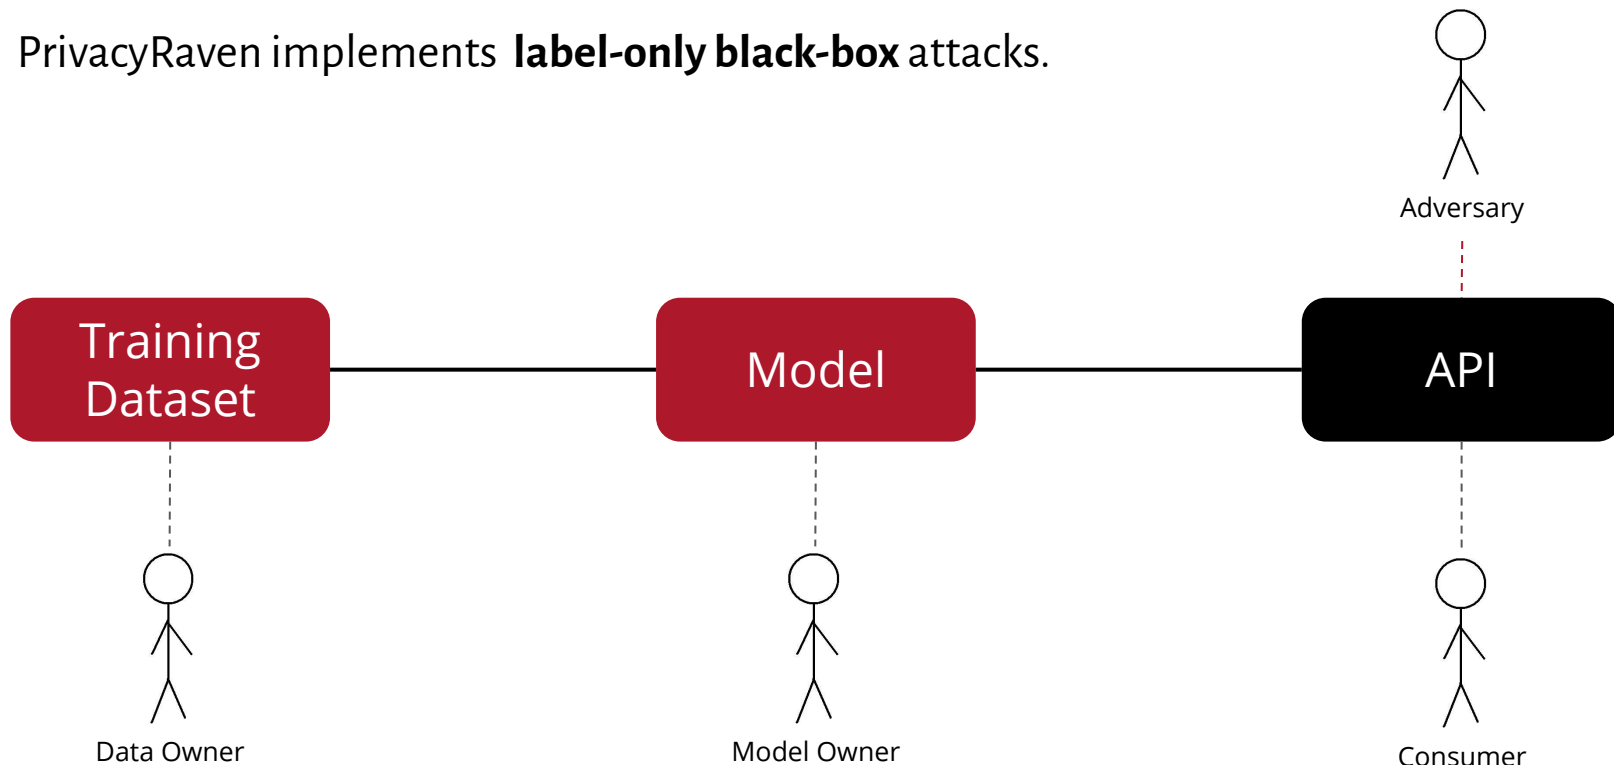 PrivacyRaven implements label-only black-box attacks.
Adversary
Training
Dataset
Model
API
Data Owner
Model Owner
Consumer